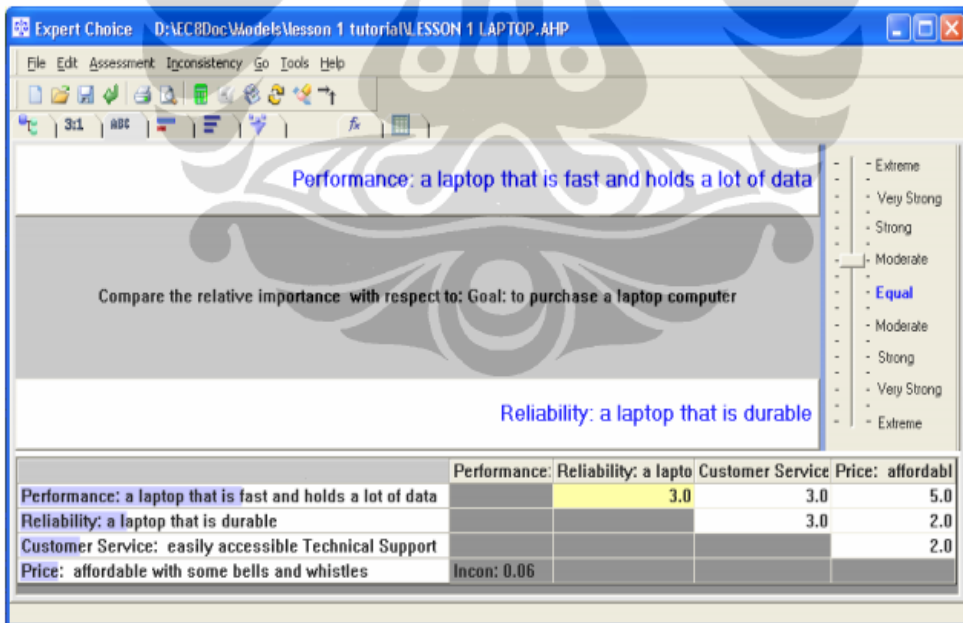 Expert Choice D:\EC8Doc\Models\lesson 1 tutorial\LESSON 1 LAPTOP.AHP
File Edit Assessment Inconsistency Go Tools Help
3:1 ABC fx
Performance: a laptop that is fast and holds a lot of data
Compare the relative importance with respect to: Goal: to purchase a laptop computer
Reliability: a laptop that is durable
Extreme
Very Strong
Strong
Moderate
Equal
Moderate
Strong
Very Strong
Extreme
Performance: Reliability: a lapto Customer Service Price: affordabl
Performance: a laptop that is fast and holds a lot of data 3.0 3.0 5.0
Reliability: a laptop that is durable 3.0 2.0
Customer Service: easily accessible Technical Support 2.0
Price: affordable with some bells and whistles Incon: 0.06